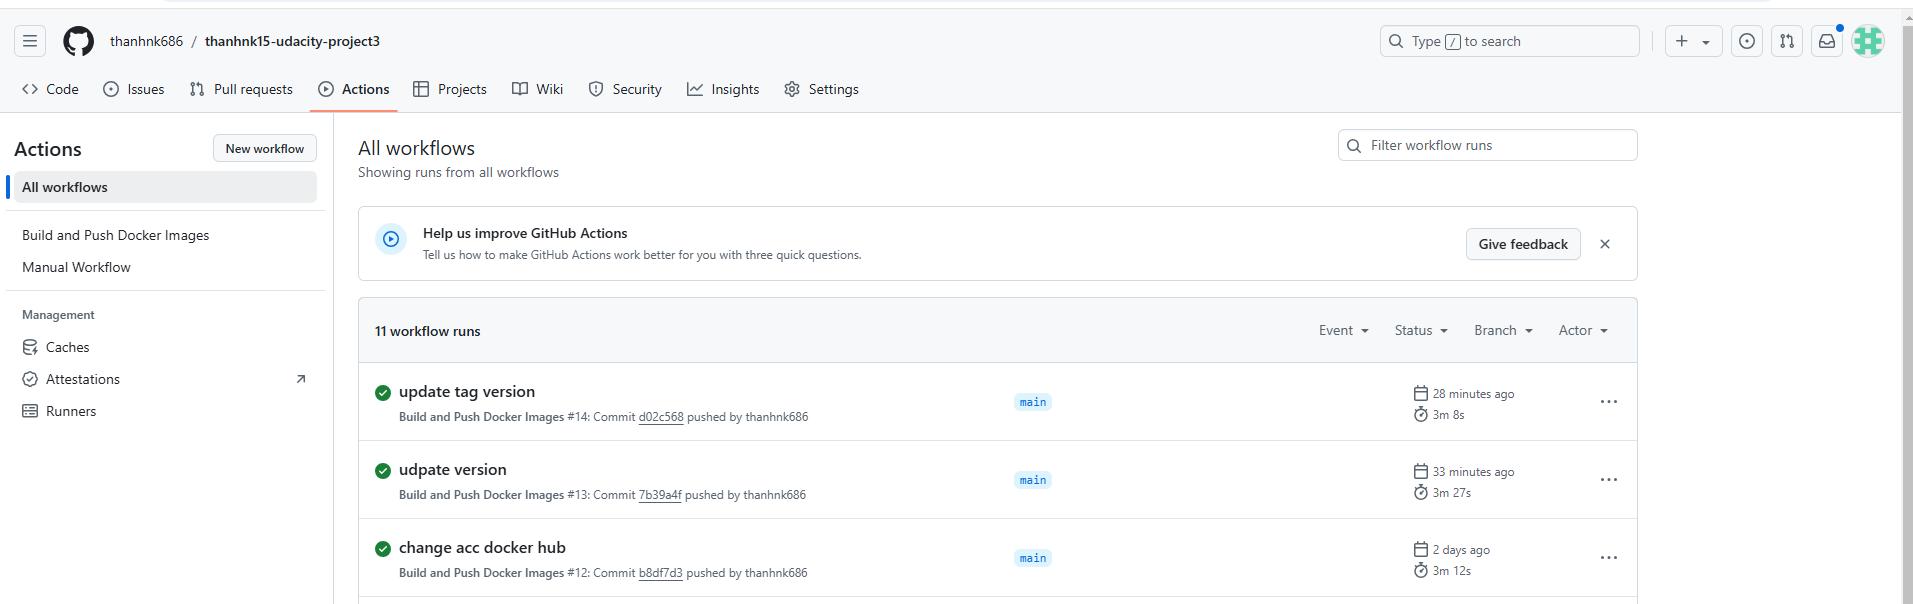 thanhnk686 / thanhnk15-udacity-project3
Type / to search
Code Issues Pull requests Actions Projects Wiki Security Insights Settings
Actions
New workflow
All workflows
Build and Push Docker Images
Manual Workflow
Management
Caches
Attestations
Runners
All workflows
Showing runs from all workflows
Filter workflow runs
Help us improve GitHub Actions
Tell us how to make GitHub Actions work better for you with three quick questions.
Give feedback
11 workflow runs
Event Status Branch Actor
update tag version
Build and Push Docker Images #14: Commit d02c568 pushed by thanhnk686
main
28 minutes ago
3m 8s
udpate version
Build and Push Docker Images #13: Commit 7b39a4f pushed by thanhnk686
main
33 minutes ago
3m 27s
change acc docker hub
Build and Push Docker Images #12: Commit b8df7d3 pushed by thanhnk686
main
2 days ago
3m 12s